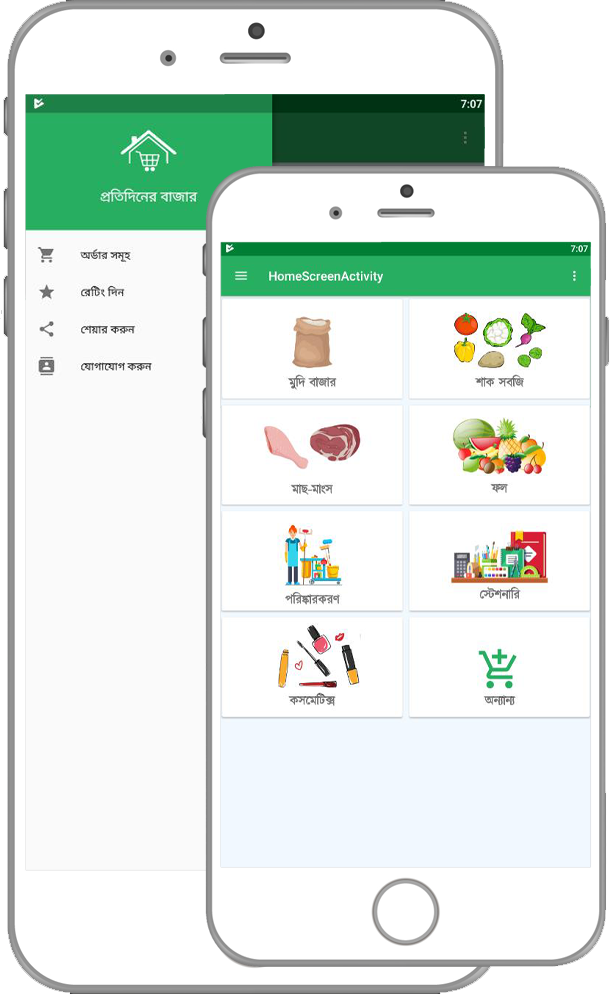 7:07
প্রতিদিনের বাজার
অর্ডার সমূহ
রেটিং দিন
শেয়ার করুন
যোগাযোগ করুন
7:07
HomeScreenActivity
মুদি বাজার
শাক সবজি
মাছ-মাংস
ফল
পরিষ্কারকরণ
স্টেশনারি
কসমেটিক্স
অন্যান্য